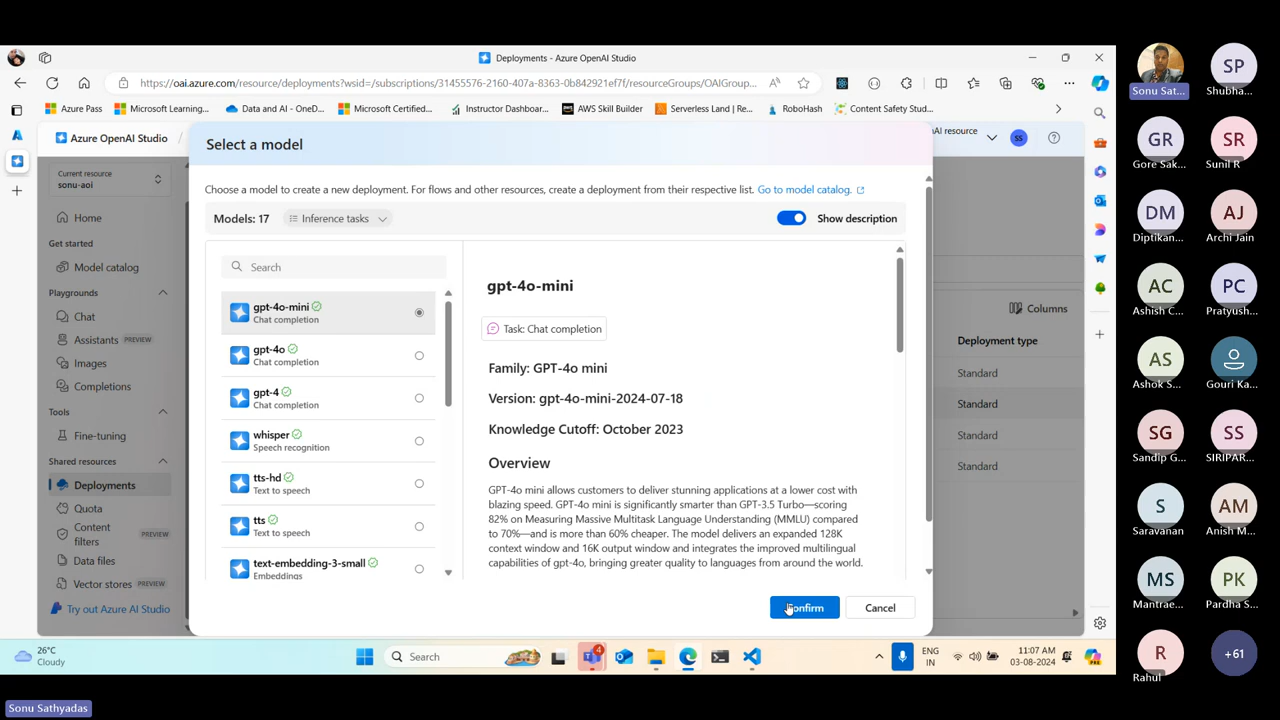 Deployments - Azure OpenAI Studio
https://oai.azure.com/resource/deployments?wsid=/subscriptions/31455576-2160-407a-8363-0b842921ef7f/resourceGroups/OAIGroup...
Azure Pass
Microsoft Learning...
Data and AI - OneD...
Microsoft Certified...
Instructor Dashboar...
AWS Skill Builder
Serverless Land | Re...
RoboHash
Content Safety Stud...
Azure OpenAI Studio
/
AI resource
SS
Current resource
sonu-aoi
Home
Get started
Model catalog
Playgrounds
Chat
Assistants PREVIEW
Images
Completions
Tools
Fine-tuning
Shared resources
Deployments
Quota
Content
filters
PREVIEW
Data files
Vector stores PREVIEW
Try out Azure AI Studio
Select a model
Choose a model to create a new deployment. For flows and other resources, create a deployment from their respective list. Go to model catalog.
Models: 17
Inference tasks
Show description
Search
gpt-4o-mini
Chat completion
gpt-4o
Chat completion
gpt-4
Chat completion
whisper
Speech recognition
tts-hd
Text to speech
tts
Text to speech
text-embedding-3-small
Embeddings
gpt-4o-mini
Task: Chat completion
Family: GPT-4o mini
Version: gpt-4o-mini-2024-07-18
Knowledge Cutoff: October 2023
Overview
GPT-4o mini allows customers to deliver stunning applications at a lower cost with
blazing speed. GPT-4o mini is significantly smarter than GPT-3.5 Turbo—scoring
82% on Measuring Massive Multitask Language Understanding (MMLU) compared
to 70%—and is more than 60% cheaper. The model delivers an expanded 128K
context window and 16K output window and integrates the improved multilingual
capabilities of gpt-4o, bringing greater quality to languages from around the world.
Confirm
Cancel
Columns
Deployment type
Standard
Standard
Standard
Standard
26°C
Cloudy
Search
4
ENG
IN
11:07 AM
03-08-2024
Sonu Sathyadas
Sonu Sat...
SP
Shubha...
GR
Gore Sak...
SR
Sunil R
DM
Diptikan...
AJ
Archi Jain
AC
Ashish C...
PC
Pratyush...
AS
Ashok S...
Gouri Ka...
SG
Sandip G...
SS
SIRIPAR...
S
Saravanan
AM
Anish M...
MS
Mantrae...
PK
Pardha S...
R
Rahul
+61